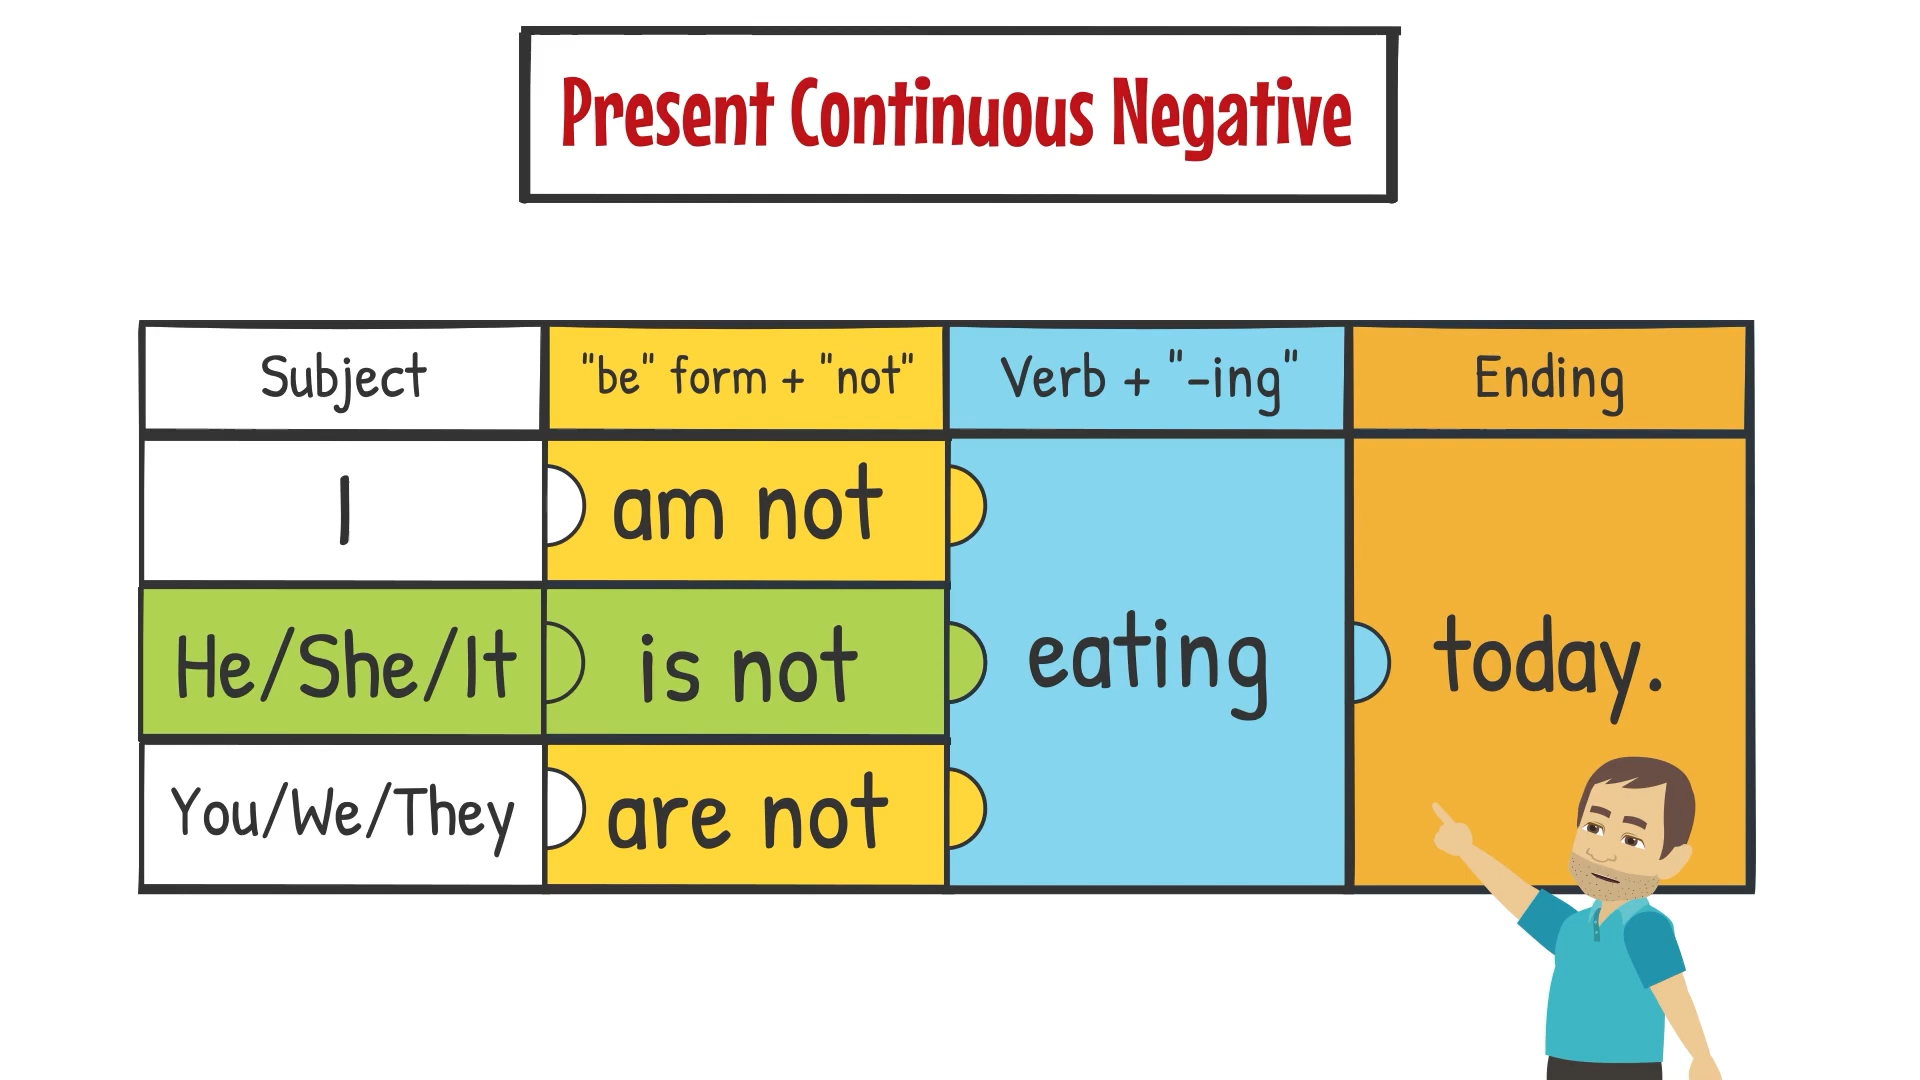 Present Continuous Negative
Subject "be" form + "not" Verb + "-ing" Ending
I am not
He/She/It is not eating today.
You/We/They are not